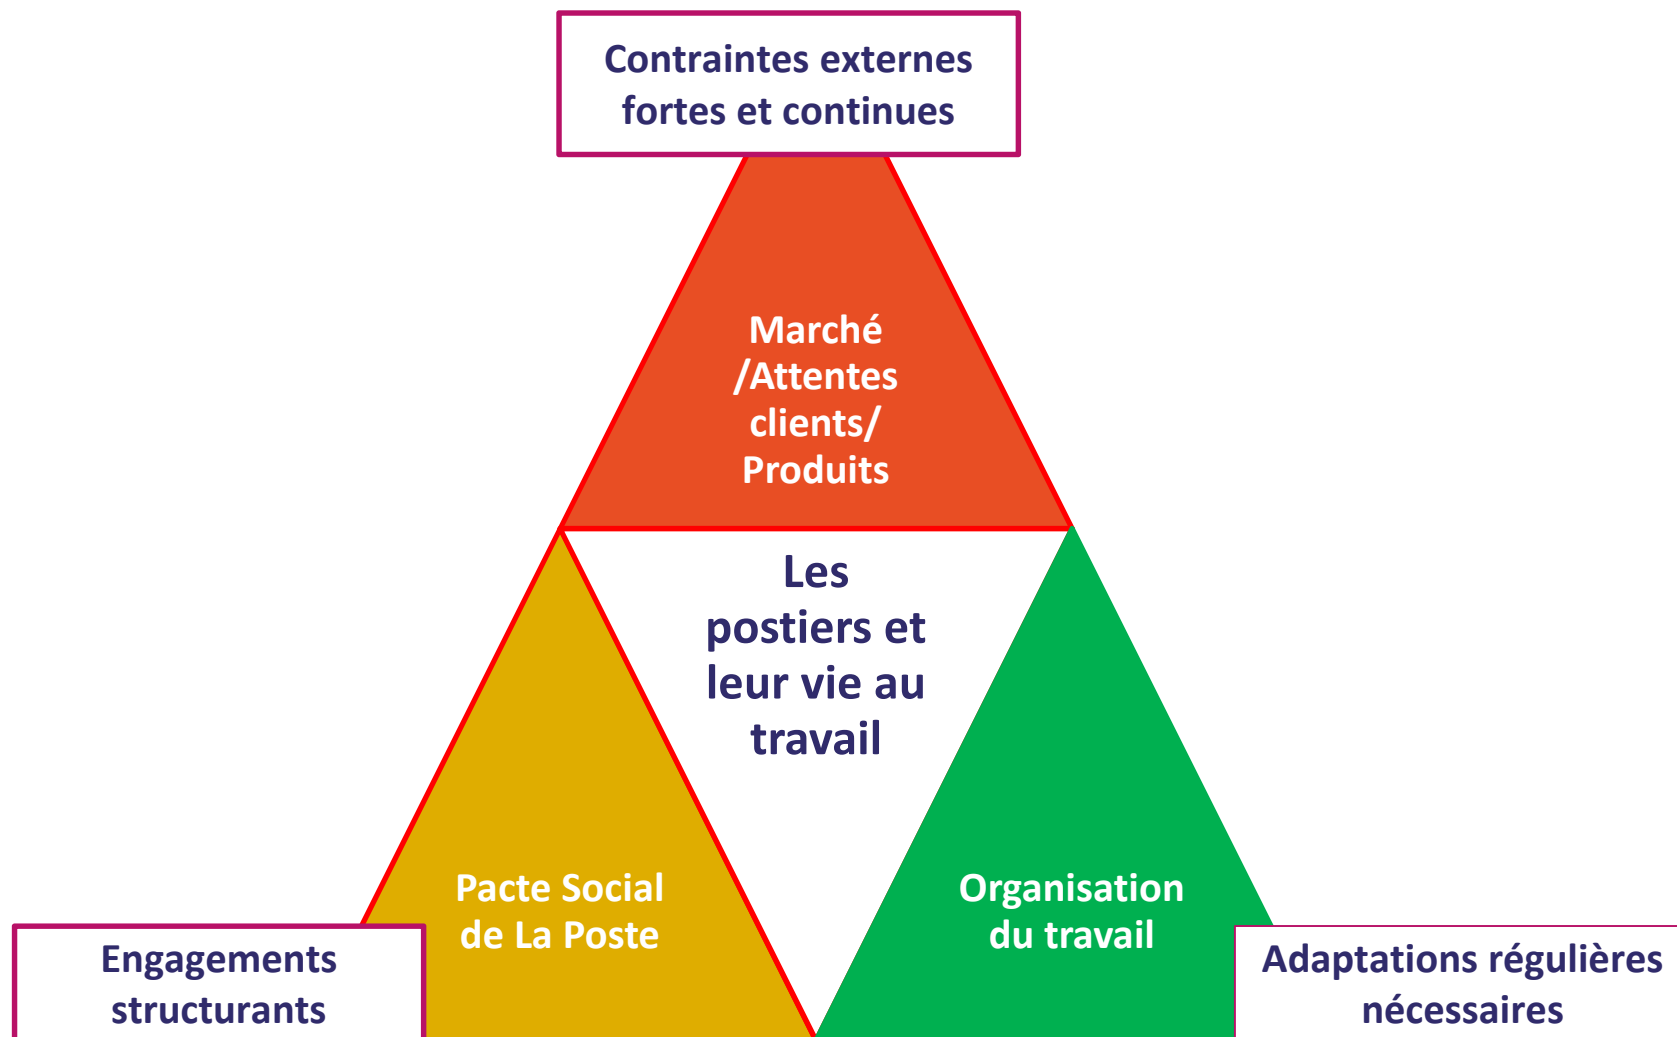 Contraintes externes
fortes et continues
Marché
/Attentes
clients/
Produits
Les
postiers et
leur vie au
travail
Pacte Social
de La Poste
Organisation
du travail
Engagements
structurants
Adaptations régulières
nécessaires